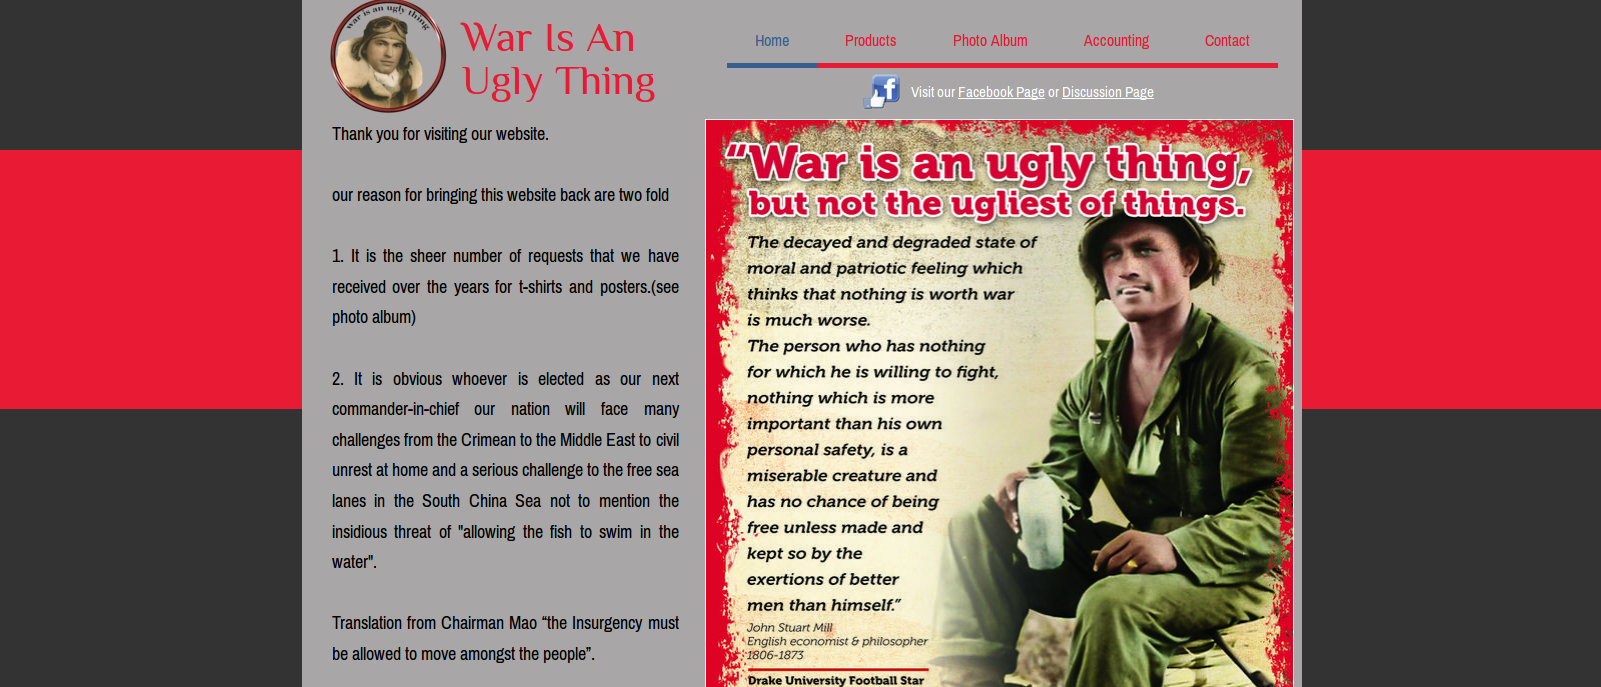 war is an ugly thing
War Is An
Ugly Thing
Home
Products
Photo Album
Accounting
Contact
Visit our Facebook Page or Discussion Page
Thank you for visiting our website.
our reason for bringing this website back are two fold
1. It is the sheer number of requests that we have
received over the years for t-shirts and posters.(see
photo album)
2. It is obvious whoever is elected as our next
commander-in-chief our nation will face many
challenges from the Crimean to the Middle East to civil
unrest at home and a serious challenge to the free sea
lanes in the South China Sea not to mention the
insidious threat of "allowing the fish to swim in the
water".
Translation from Chairman Mao “the Insurgency must
be allowed to move amongst the people”.
“War is an ugly thing,
but not the ugliest of things.
The decayed and degraded state of
moral and patriotic feeling which
thinks that nothing is worth war
is much worse.
The person who has nothing
for which he is willing to fight,
nothing which is more
important than his own
personal safety, is a
miserable creature and
has no chance of being
free unless made and
kept so by the
exertions of better
men than himself.”
John Stuart Mill
English economist & philosopher
1806-1873
Drake University Football Star